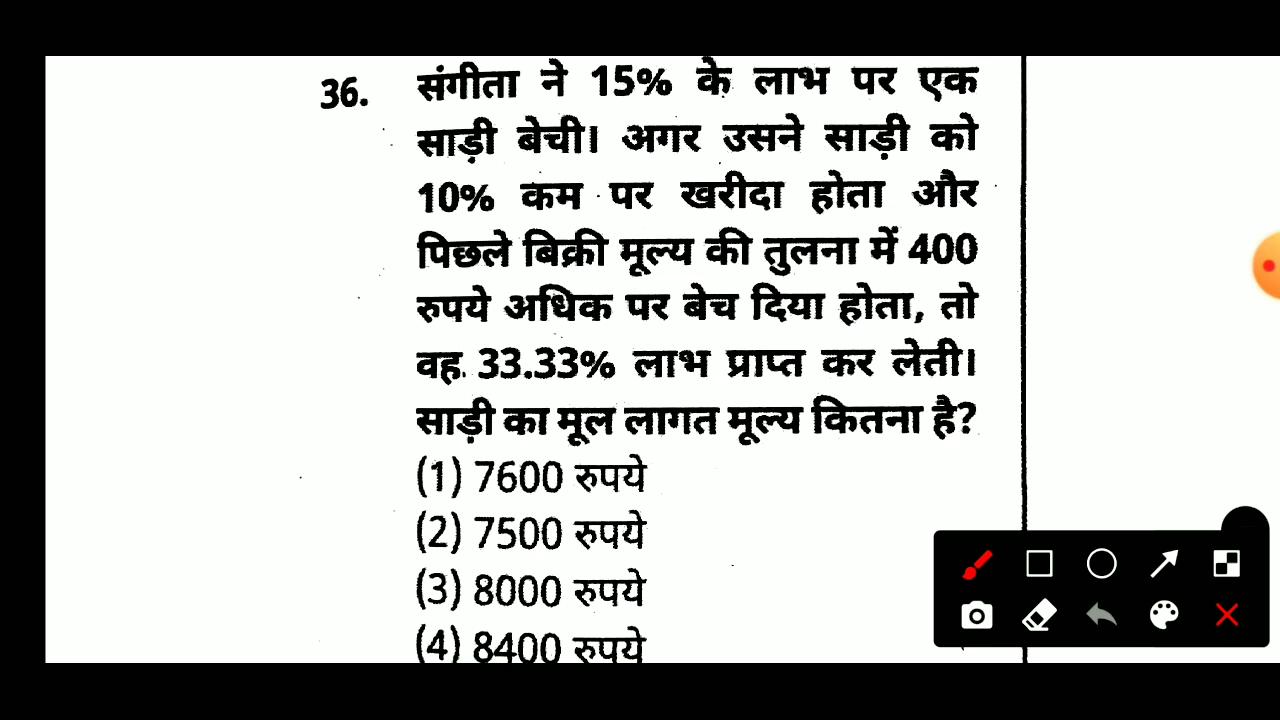 36. संगीता ने 15% के लाभ पर एक
साड़ी बेची। अगर उसने साड़ी को
10% कम पर खरीदा होता और
पिछले बिक्री मूल्य की तुलना में 400
रुपये अधिक पर बेच दिया होता, तो
वह 33.33% लाभ प्राप्त कर लेती।
साड़ी का मूल लागत मूल्य कितना है?
(1) 7600 रुपये
(2) 7500 रुपये
(3) 8000 रुपये
(4) 8400 रुपये